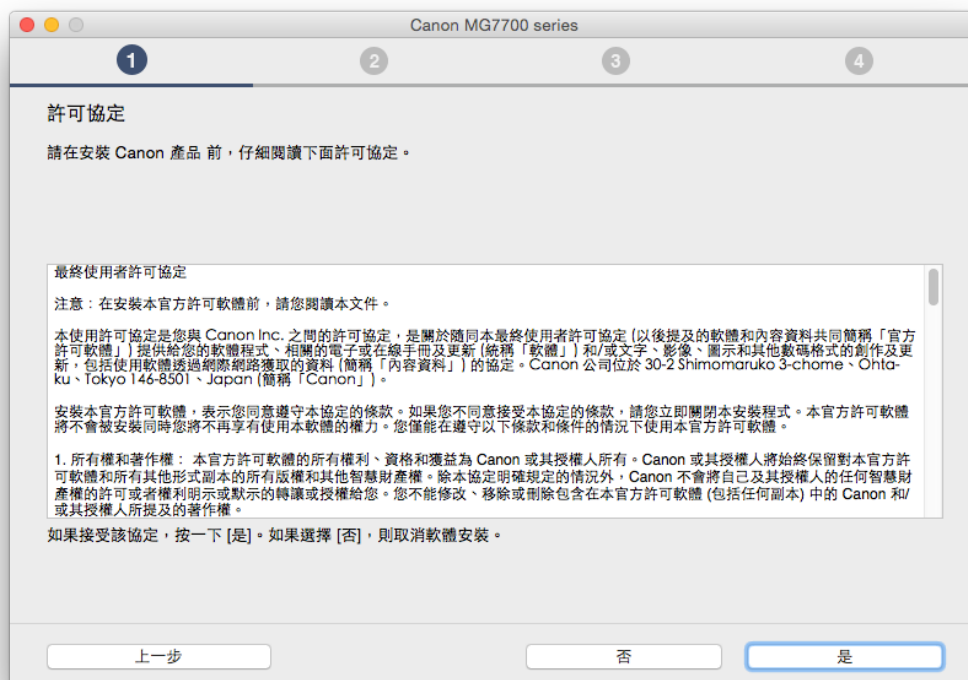 Canon MG7700 series
1
2
3
4
許可協定
請在安裝 Canon 產品 前，仔細閱讀下面許可協定。
最終使用者許可協定
注意：在安裝本官方許可軟體前，請您閱讀本文件。
本使用許可協定是您與 Canon Inc. 之間的許可協定，是關於隨同本最終使用者許可協定 (以後提及的軟體和內容資料共同簡稱「官方
許可軟體」) 提供給您的軟體程式、相關的電子或在線手冊及更新 (統稱「軟體」) 和/或文字、影像、圖示和其他數碼格式的創作及更
新，包括使用軟體透過網際網路獲取的資料 (簡稱「內容資料」) 的協定。Canon 公司位於 30-2 Shimomaruko 3-chome、Ohta-
ku、Tokyo 146-8501、Japan (簡稱「Canon」)。
安裝本官方許可軟體，表示您同意遵守本協定的條款。如果您不同意接受本協定的條款，請您立即關閉本安裝程式。本官方許可軟體
將不會被安裝同時您將不再享有使用本軟體的權力。您僅能在遵守以下條款和條件的情況下使用本官方許可軟體。
1. 所有權和著作權： 本官方許可軟體的所有權利、資格和獲益為 Canon 或其授權人所有。Canon 或其授權人將始終保留對本官方許
可軟體和所有其他形式副本的所有版權和其他智慧財產權。除本協定明確規定的情況外，Canon 不會將自己及其授權人的任何智慧財
產權的許可或者權利明示或默示的轉讓或授權給您。您不能修改、移除或刪除包含在本官方許可軟體 (包括任何副本) 中的 Canon 和/
或其授權人所提及的著作權。
如果接受該協定，按一下 [是]。如果選擇 [否]，則取消軟體安裝。
上一步
否
是